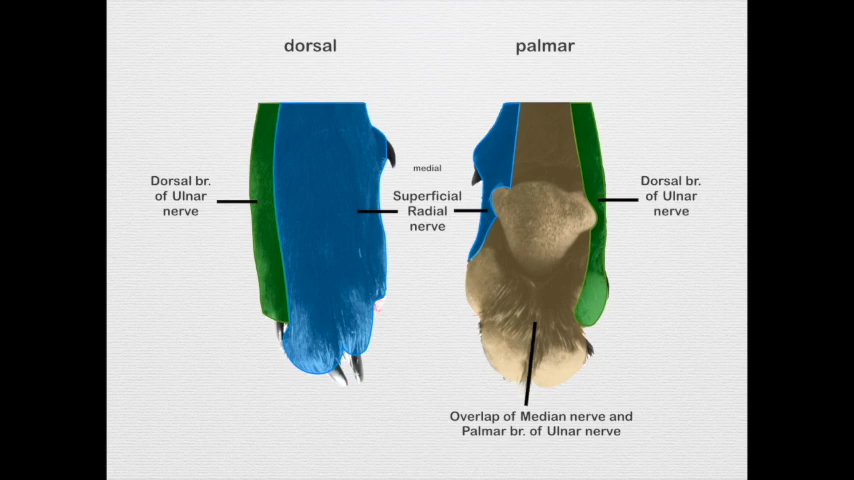 dorsal
palmar
medial
Dorsal br.
of Ulnar
nerve
Superficial
Radial
nerve
Dorsal br.
of Ulnar
nerve
Overlap of Median nerve and
Palmar br. of Ulnar nerve